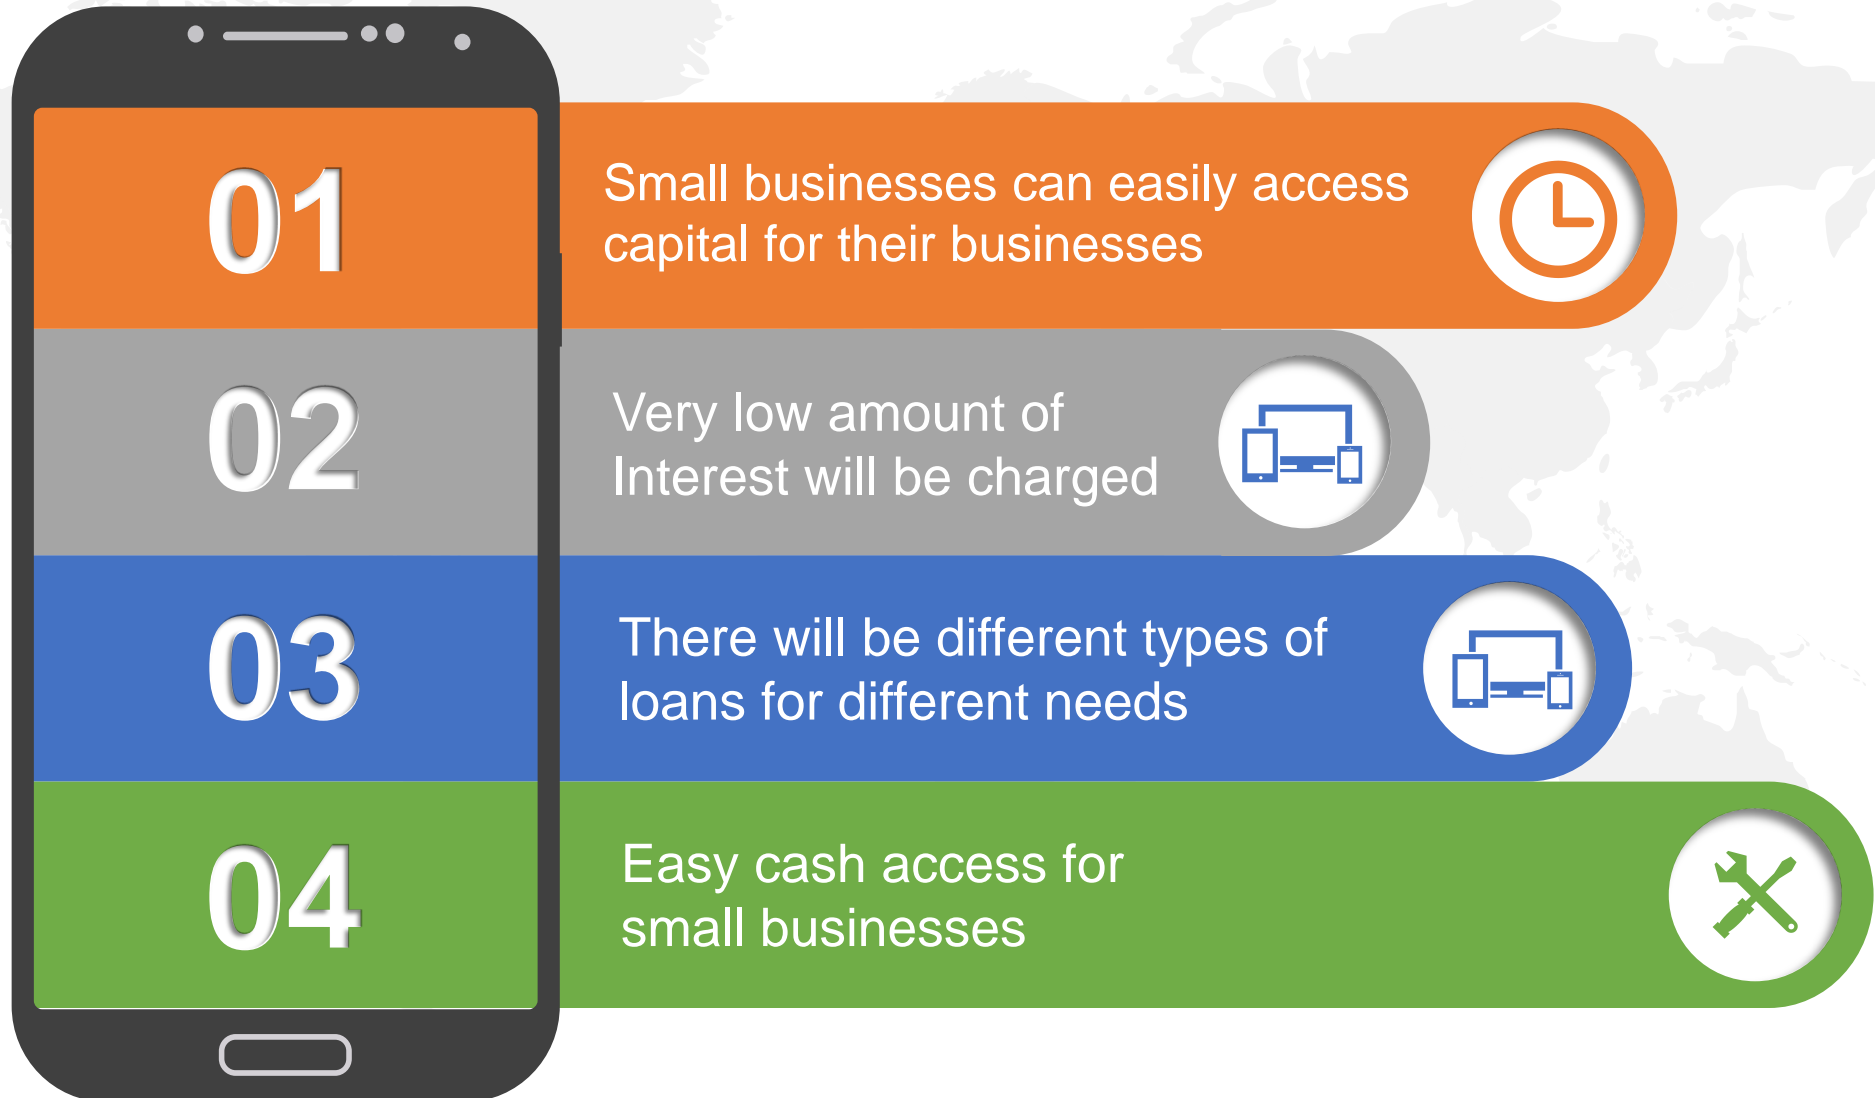 01
Small businesses can easily access
capital for their businesses
02
Very low amount of
Interest will be charged
03
There will be different types of
loans for different needs
04
Easy cash access for
small businesses